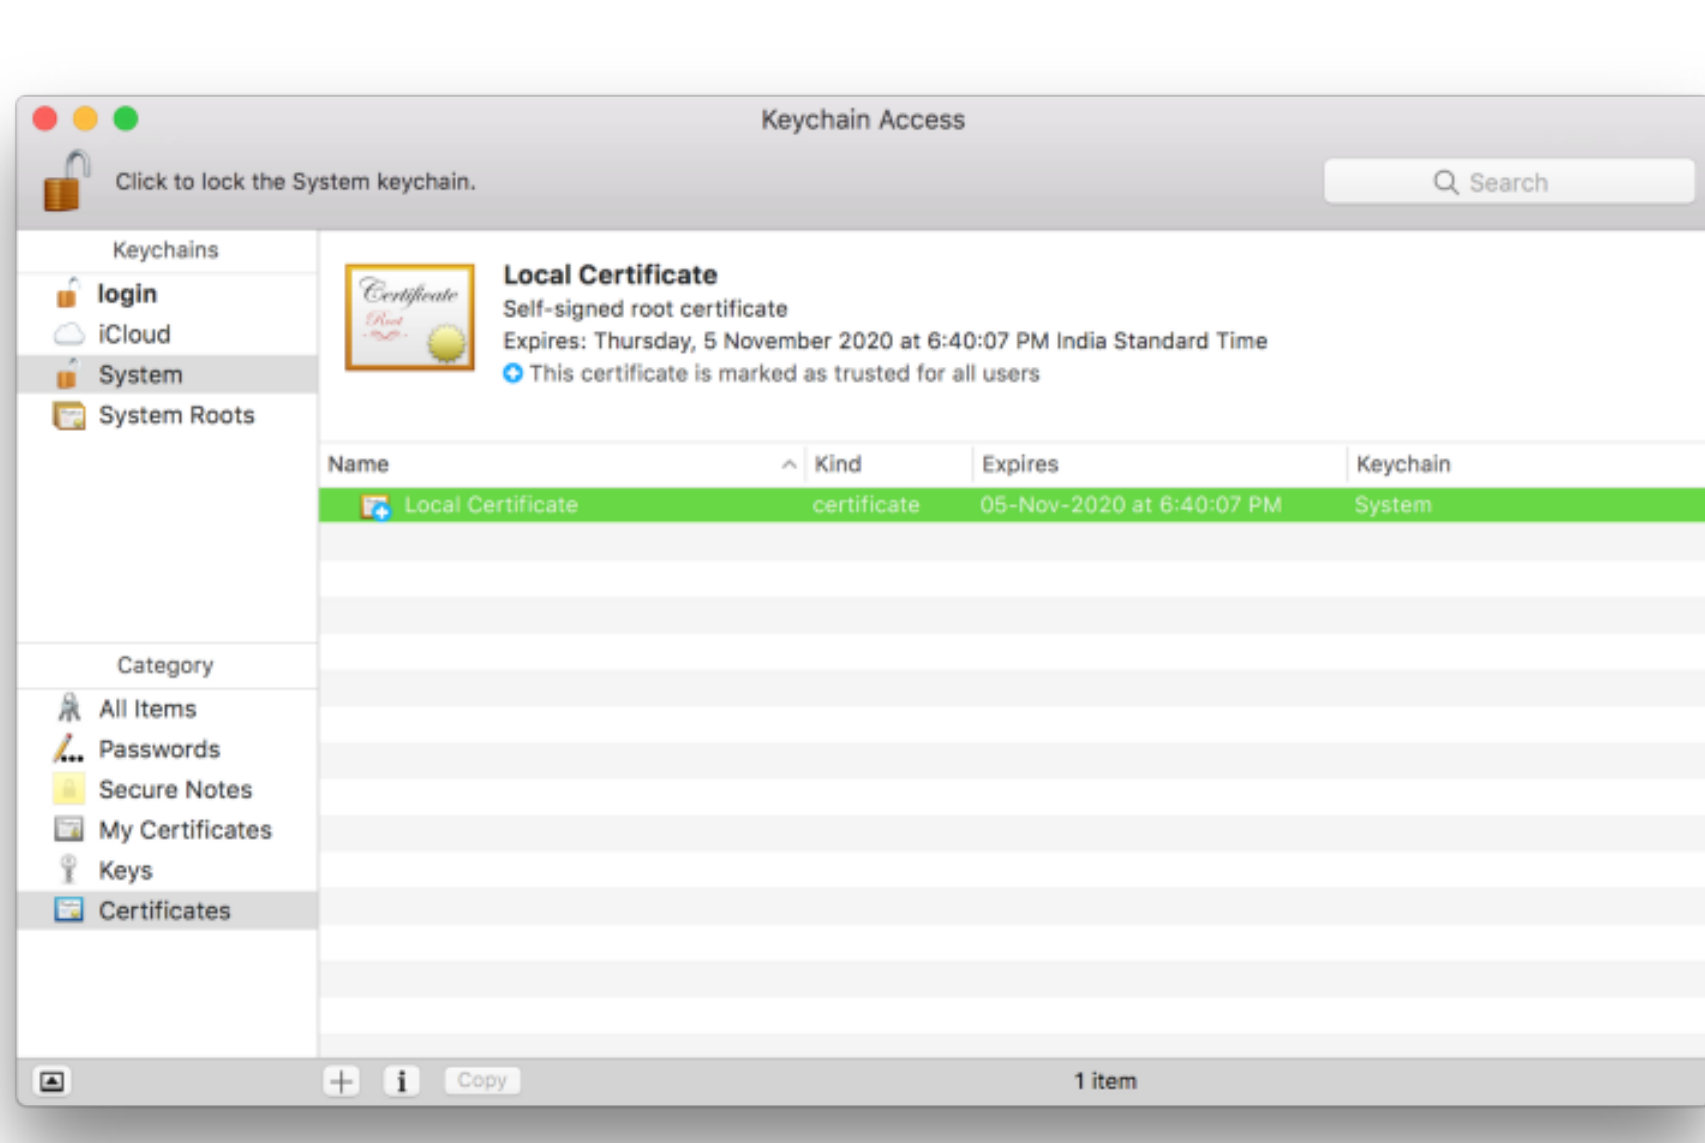 Keychain Access
Click to lock the System keychain.
Search
Keychains
login
iCloud
System
System Roots
Certificate
Root
Local Certificate
Self-signed root certificate
Expires: Thursday, 5 November 2020 at 6:40:07 PM India Standard Time
This certificate is marked as trusted for all users
Name Kind Expires Keychain
Local Certificate certificate 05-Nov-2020 at 6:40:07 PM System
Category
All Items
Passwords
Secure Notes
My Certificates
Keys
Certificates
Copy
1 item